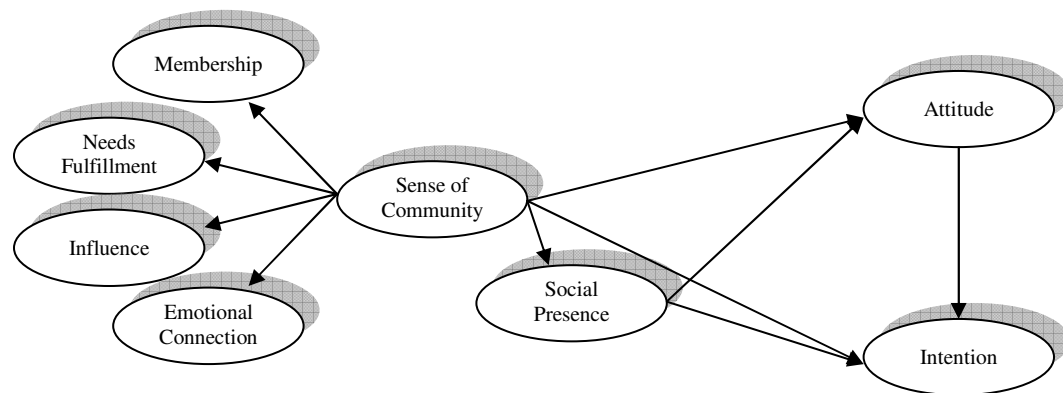 Membership
Needs
Fulfillment
Influence
Emotional
Connection
Sense of
Community
Social
Presence
Attitude
Intention